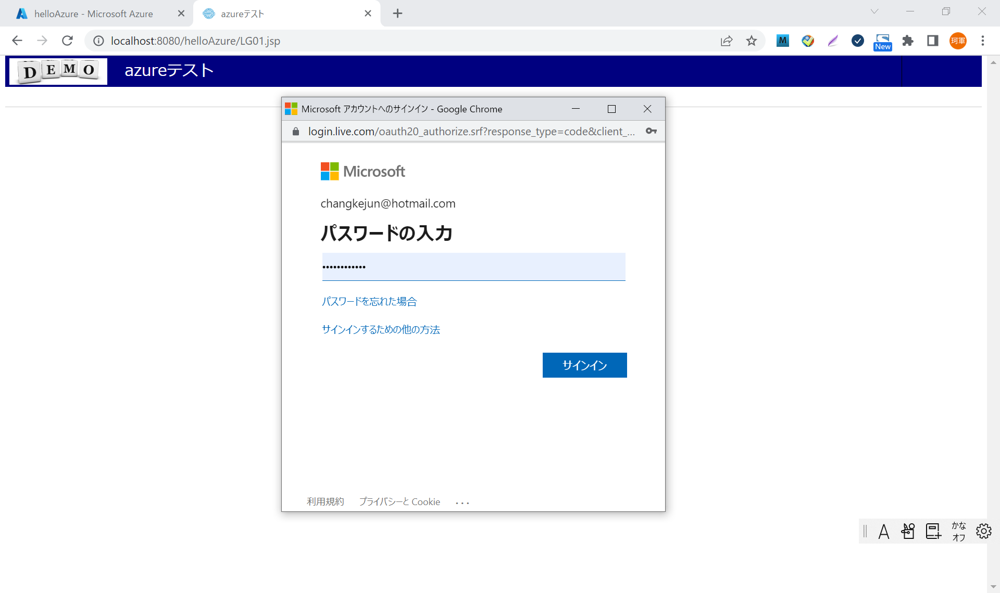 helloAzure - Microsoft Azure
azureテスト
localhost:8080/helloAzure/LG01.jsp
M
New
珂軍
DEMO
azureテスト
Microsoft アカウントへのサインイン - Google Chrome
login.live.com/oauth20_authorize.srf?response_type=code&client_...
Microsoft
changkejun@hotmail.com
パスワードの入力
••••••••••••
パスワードを忘れた場合
サインインするための他の方法
サインイン
利用規約 プライバシーと Cookie ...
A
かな
オフ